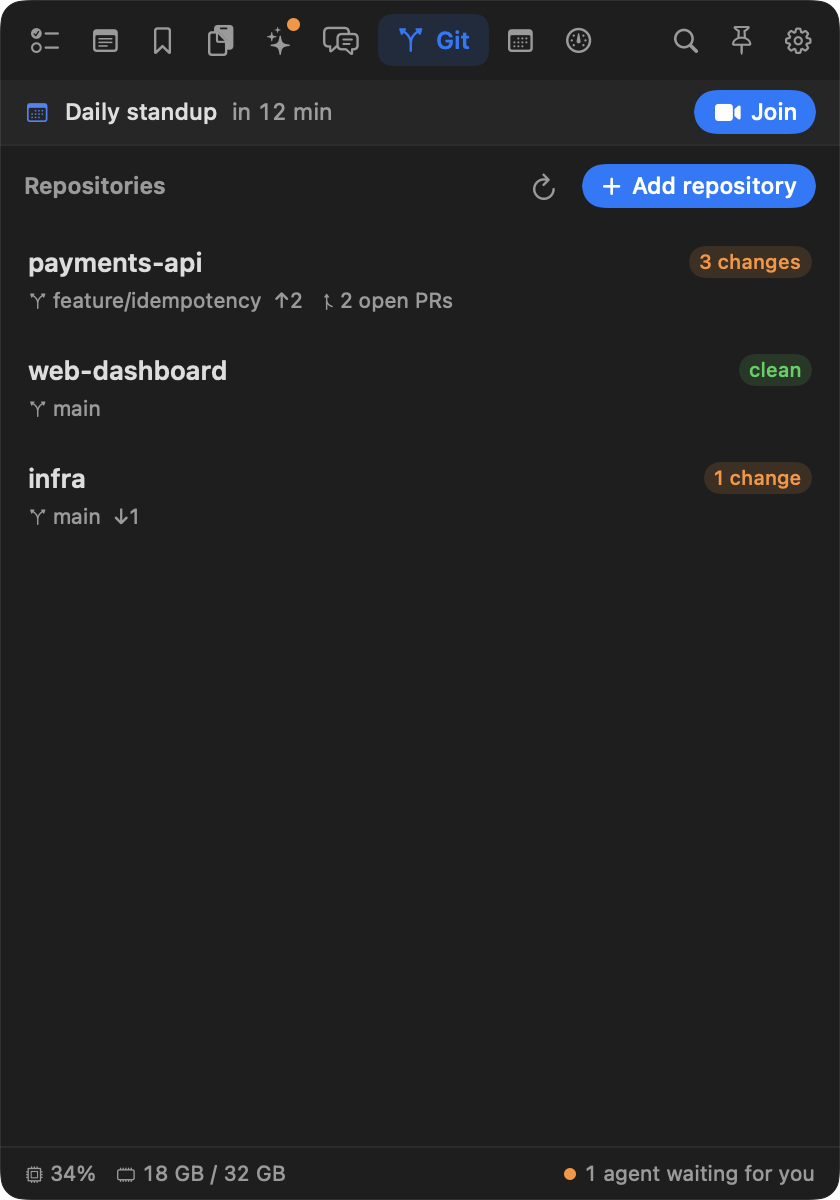 Git
Daily standup in 12 min Join
Repositories + Add repository
payments-api 3 changes
feature/idempotency ↑2 2 open PRs
web-dashboard clean
main
infra 1 change
main ↓1
34% 18 GB / 32 GB 1 agent waiting for you